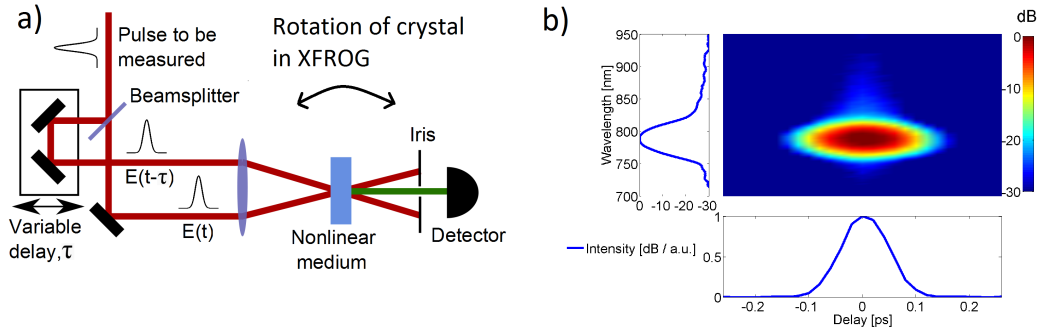 a)
Pulse to be
measured
Rotation of crystal
in XFROG
Beamsplitter
E(t-τ)
E(t)
Variable
delay,τ
Nonlinear
medium
Iris
Detector
b)
dB
0
-10
-20
-30
Wavelength [nm]
950
900
850
800
750
700
0 -10 -20 -30
Intensity [dB / a.u.]
1
0.5
0
-0.2 -0.1 0 0.1 0.2
Delay [ps]